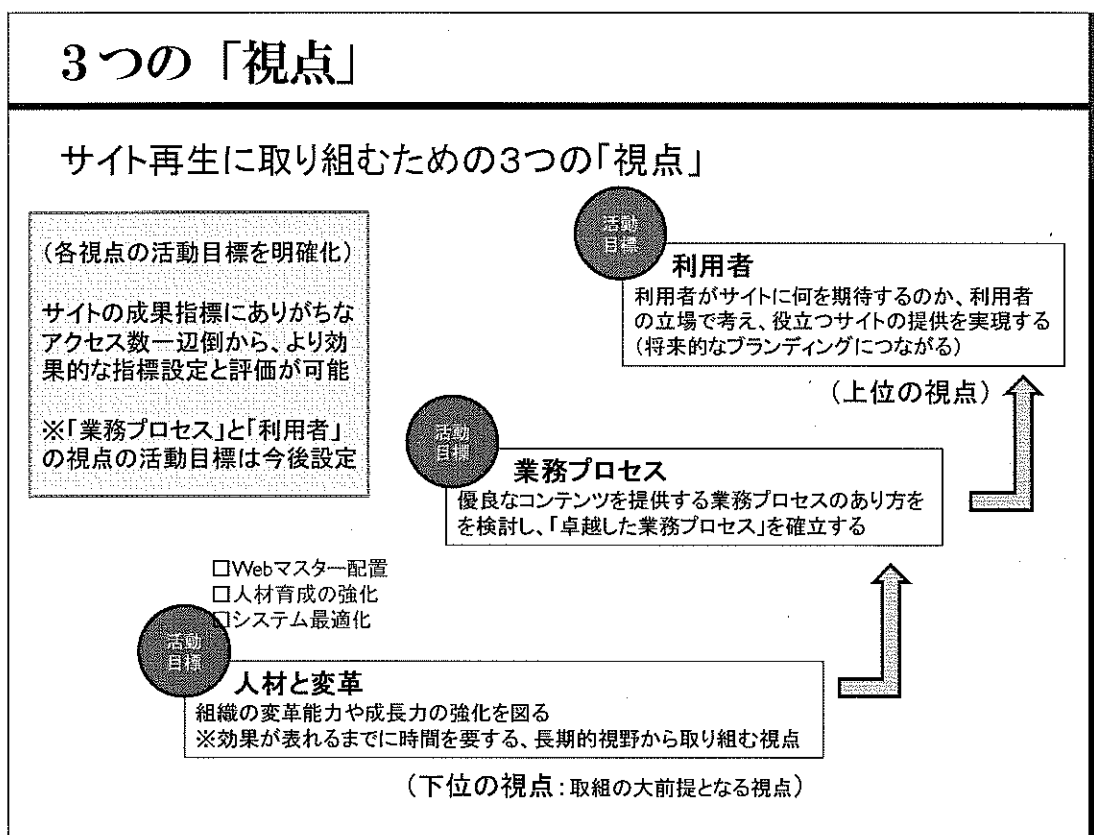 3つの「視点」
サイト再生に取り組むための3つの「視点」
(各視点の活動目標を明確化)
サイトの成果指標にありがちな
アクセス数一辺倒から、より効
果的な指標設定と評価が可能
※「業務プロセス」と「利用者」
の視点の活動目標は今後設定
活動
目標
利用者
利用者がサイトに何を期待するのか、利用者
の立場で考え、役立つサイトの提供を実現する
(将来的なブランディングにつながる)
(上位の視点)
活動
目標
業務プロセス
優良なコンテンツを提供する業務プロセスのあり方を
を検討し、「卓越した業務プロセス」を確立する
□Webマスター配置
□人材育成の強化
□システム最適化
活動
目標
人材と変革
組織の変革能力や成長力の強化を図る
※効果が表れるまでに時間を要する、長期的視野から取り組む視点
(下位の視点:取組の大前提となる視点)